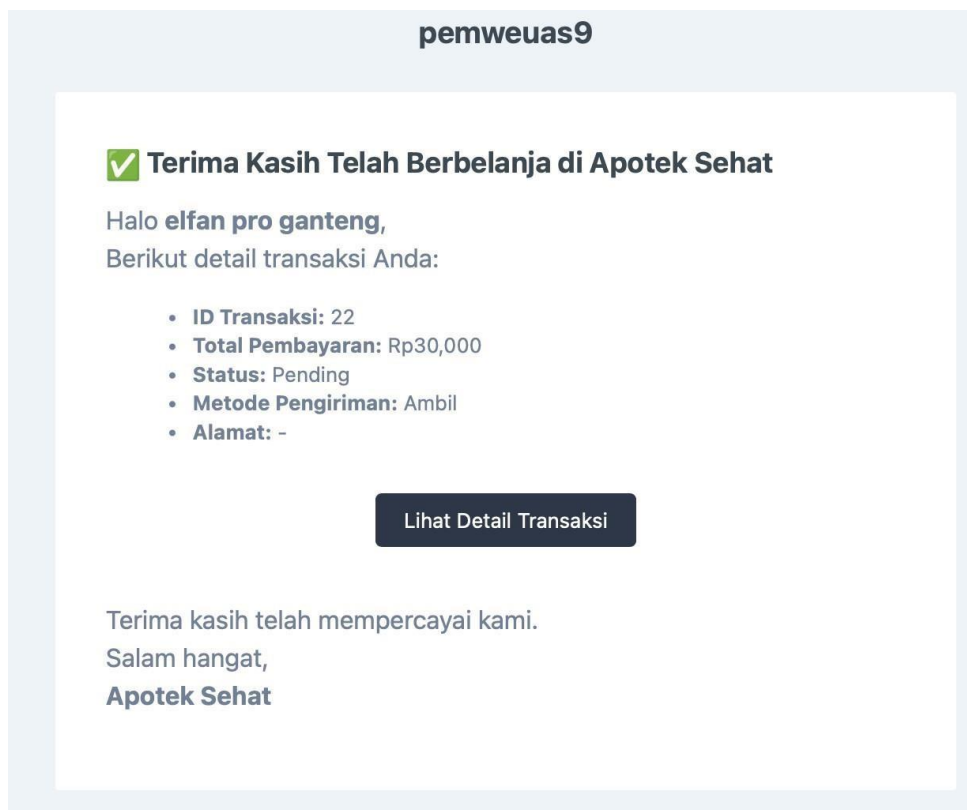 pemweuas9
✅ Terima Kasih Telah Berbelanja di Apotek Sehat
Halo elfan pro ganteng,
Berikut detail transaksi Anda:
• ID Transaksi: 22
• Total Pembayaran: Rp30,000
• Status: Pending
• Metode Pengiriman: Ambil
• Alamat: -
Lihat Detail Transaksi
Terima kasih telah mempercayai kami.
Salam hangat,
Apotek Sehat